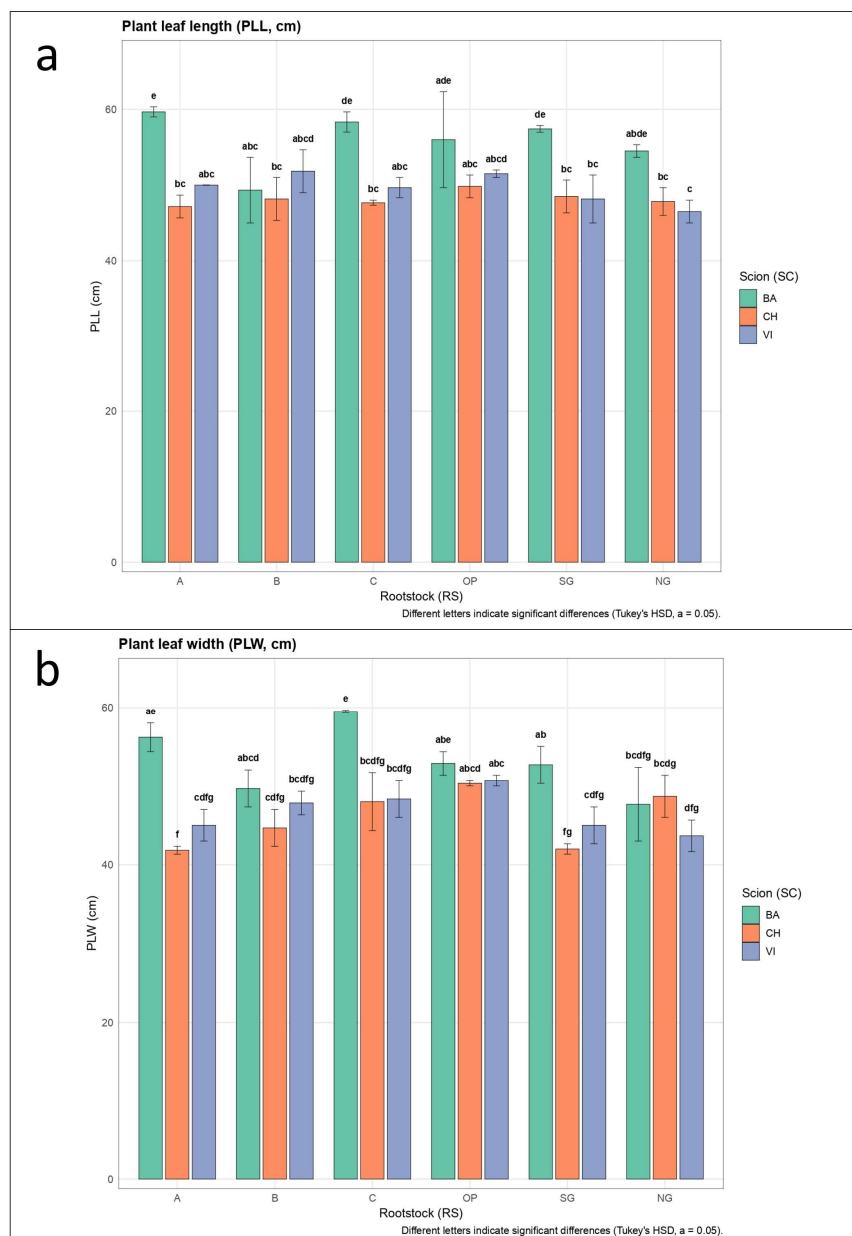 a
Plant leaf length (PLL, cm)
e
bc
abc
abc
bc
abcd
de
bc
abc
ade
abc
abcd
de
bc
bc
abde
bc
c
60
40
20
0
PLL (cm)
A B C OP SG NG
Rootstock (RS)
Different letters indicate significant differences (Tukey's HSD, a = 0.05).
Scion (SC)
BA
CH
VI
b
Plant leaf width (PLW, cm)
ae
f
cdfg
abcd
cdfg
bcdfg
e
bcdfg
bcdfg
abe
abcd
abc
ab
fg
cdfg
bcdfg
bcdg
dfg
60
40
20
0
PLW (cm)
A B C OP SG NG
Rootstock (RS)
Different letters indicate significant differences (Tukey's HSD, a = 0.05).
Scion (SC)
BA
CH
VI